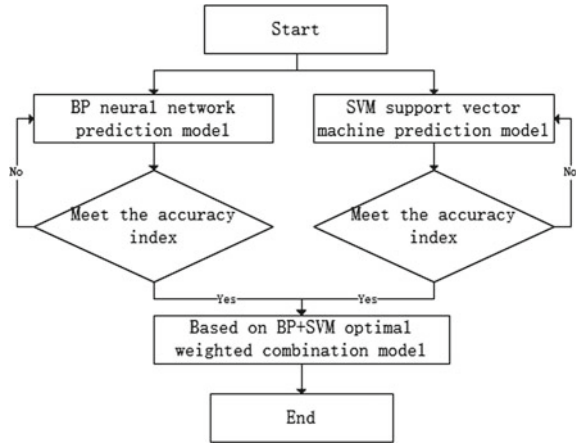 Start
BP neural network
prediction model
SVM support vector
machine prediction model
No
No
Meet the accuracy
index
Meet the accuracy
index
Yes
Yes
Based on BP+SVM optimal
weighted combination model
End